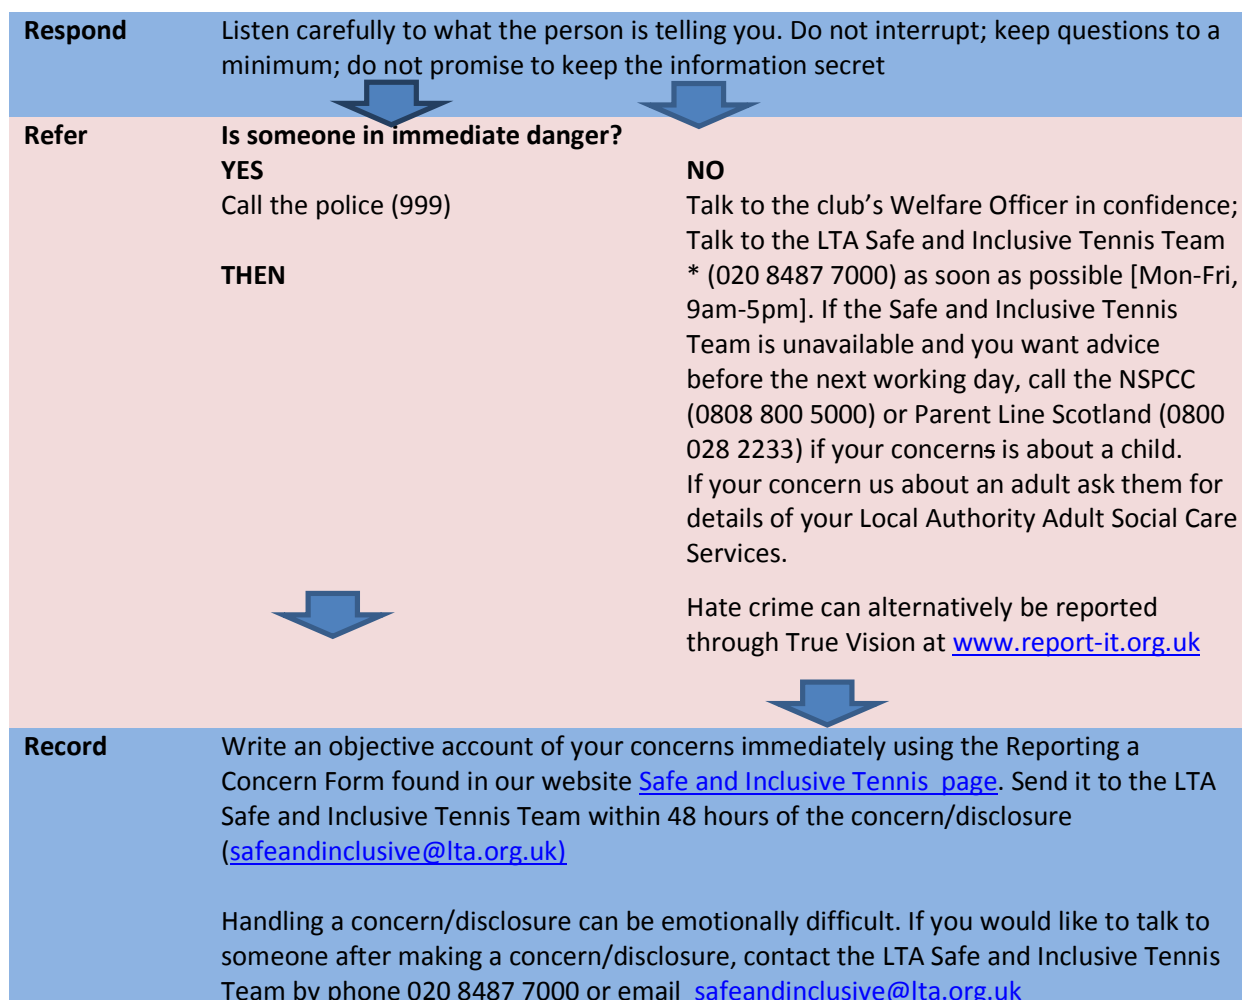 Respond
Listen carefully to what the person is telling you. Do not interrupt; keep questions to a
minimum; do not promise to keep the information secret
Refer
Is someone in immediate danger?
YES
Call the police (999)
THEN
NO
Talk to the club’s Welfare Officer in confidence;
Talk to the LTA Safe and Inclusive Tennis Team
* (020 8487 7000) as soon as possible [Mon-Fri,
9am-5pm]. If the Safe and Inclusive Tennis
Team is unavailable and you want advice
before the next working day, call the NSPCC
(0808 800 5000) or Parent Line Scotland (0800
028 2233) if your concerns is about a child.
If your concern us about an adult ask them for
details of your Local Authority Adult Social Care
Services.
Hate crime can alternatively be reported
through True Vision at www.report-it.org.uk
Record
Write an objective account of your concerns immediately using the Reporting a
Concern Form found in our website Safe and Inclusive Tennis page. Send it to the LTA
Safe and Inclusive Tennis Team within 48 hours of the concern/disclosure
(safeandinclusive@lta.org.uk)
Handling a concern/disclosure can be emotionally difficult. If you would like to talk to
someone after making a concern/disclosure, contact the LTA Safe and Inclusive Tennis
Team by phone 020 8487 7000 or email safeandinclusive@lta.org.uk